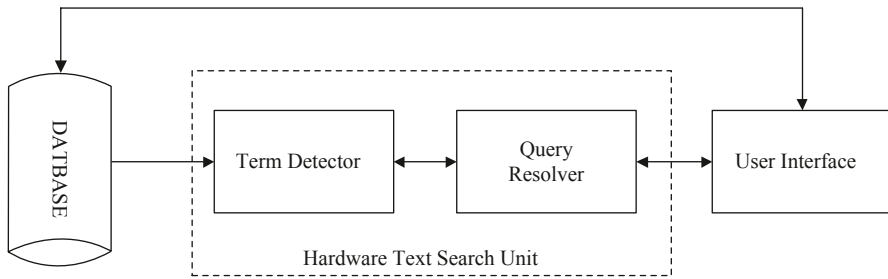 DATBASE
Term Detector
Query
Resolver
User Interface
Hardware Text Search Unit